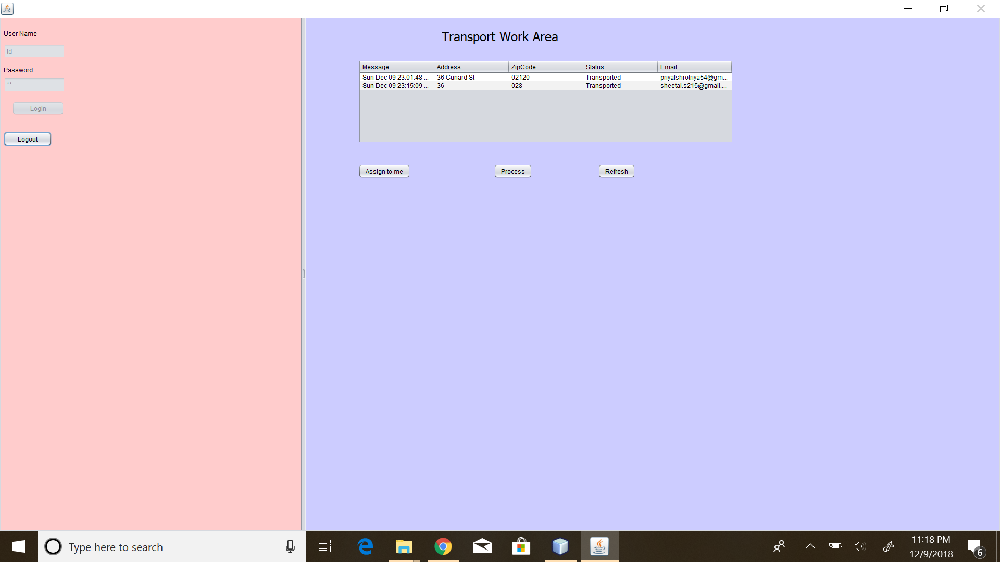 User Name
td
Password
**
Login
Logout
Transport Work Area
Message Address ZipCode Status Email
Sun Dec 09 23:01:48 ... 36 Cunard St 02120 Transported priyalshrotriya54@gm...
Sun Dec 09 23:15:09 ... 36 028 Transported sheetal.s215@gmail....
Assign to me Process Refresh
Type here to search
11:18 PM
12/9/2018
6